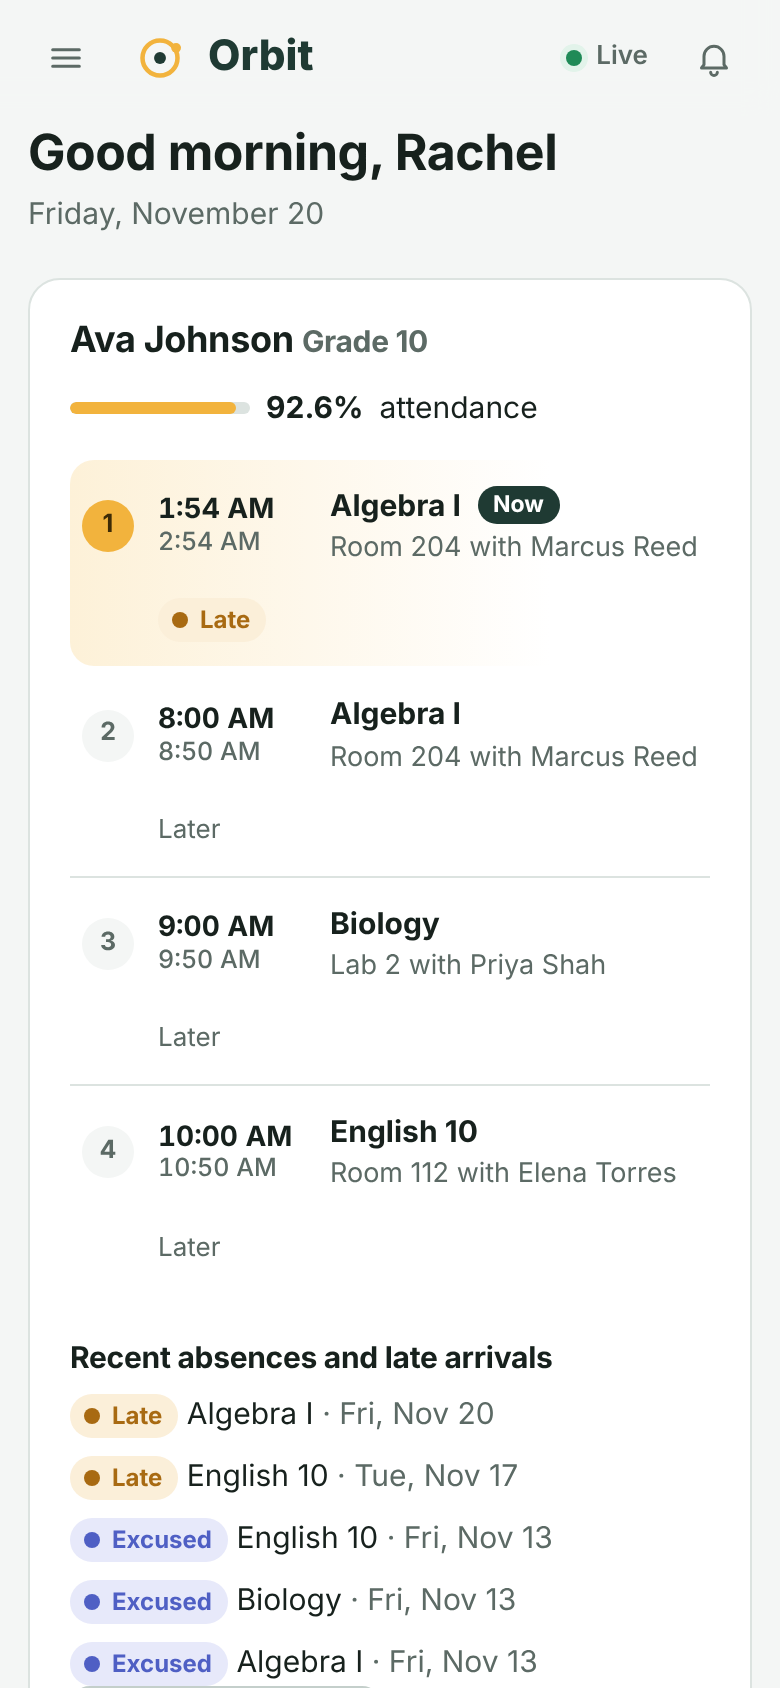 Orbit
Live
Good morning, Rachel
Friday, November 20
Ava Johnson Grade 10
92.6% attendance
1
1:54 AM
2:54 AM
Algebra I Now
Room 204 with Marcus Reed
Late
2
8:00 AM
8:50 AM
Algebra I
Room 204 with Marcus Reed
Later
3
9:00 AM
9:50 AM
Biology
Lab 2 with Priya Shah
Later
4
10:00 AM
10:50 AM
English 10
Room 112 with Elena Torres
Later
Recent absences and late arrivals
Late Algebra I · Fri, Nov 20
Late English 10 · Tue, Nov 17
Excused English 10 · Fri, Nov 13
Excused Biology · Fri, Nov 13
Excused Algebra I · Fri, Nov 13